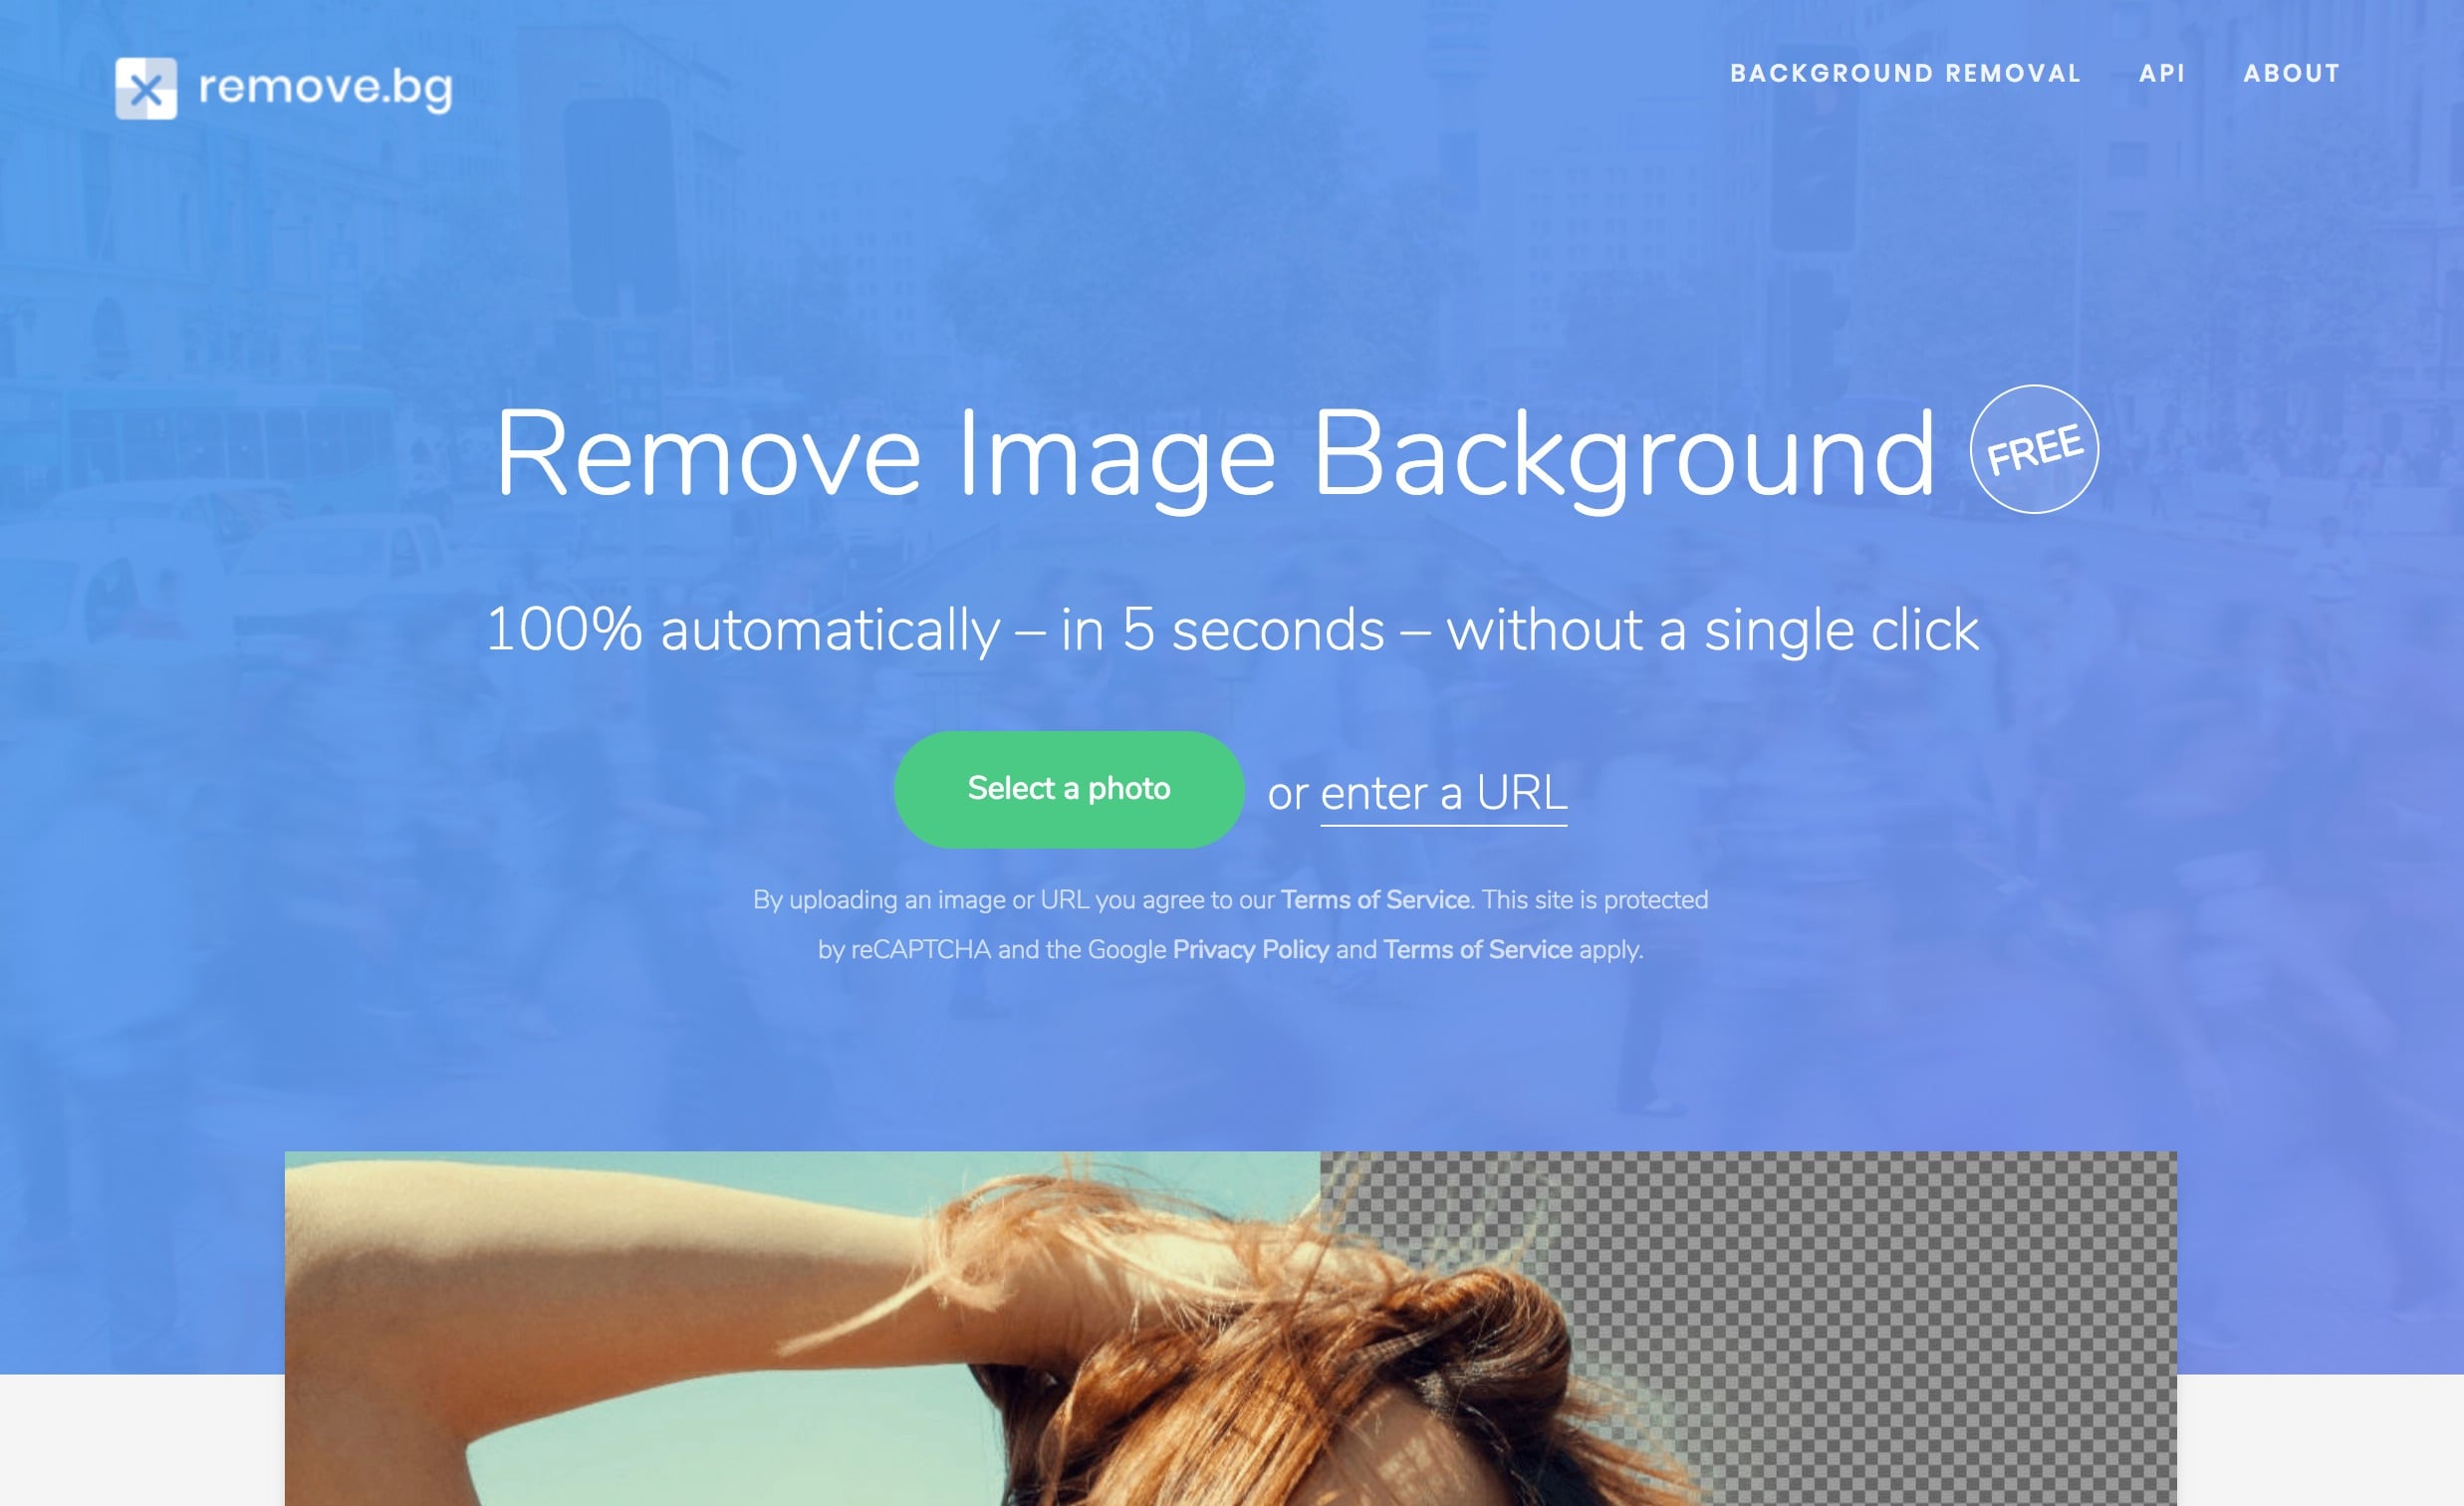 remove.bg
BACKGROUND REMOVAL API ABOUT
Remove Image Background FREE
100% automatically – in 5 seconds – without a single click
Select a photo or enter a URL
By uploading an image or URL you agree to our Terms of Service. This site is protected
by reCAPTCHA and the Google Privacy Policy and Terms of Service apply.